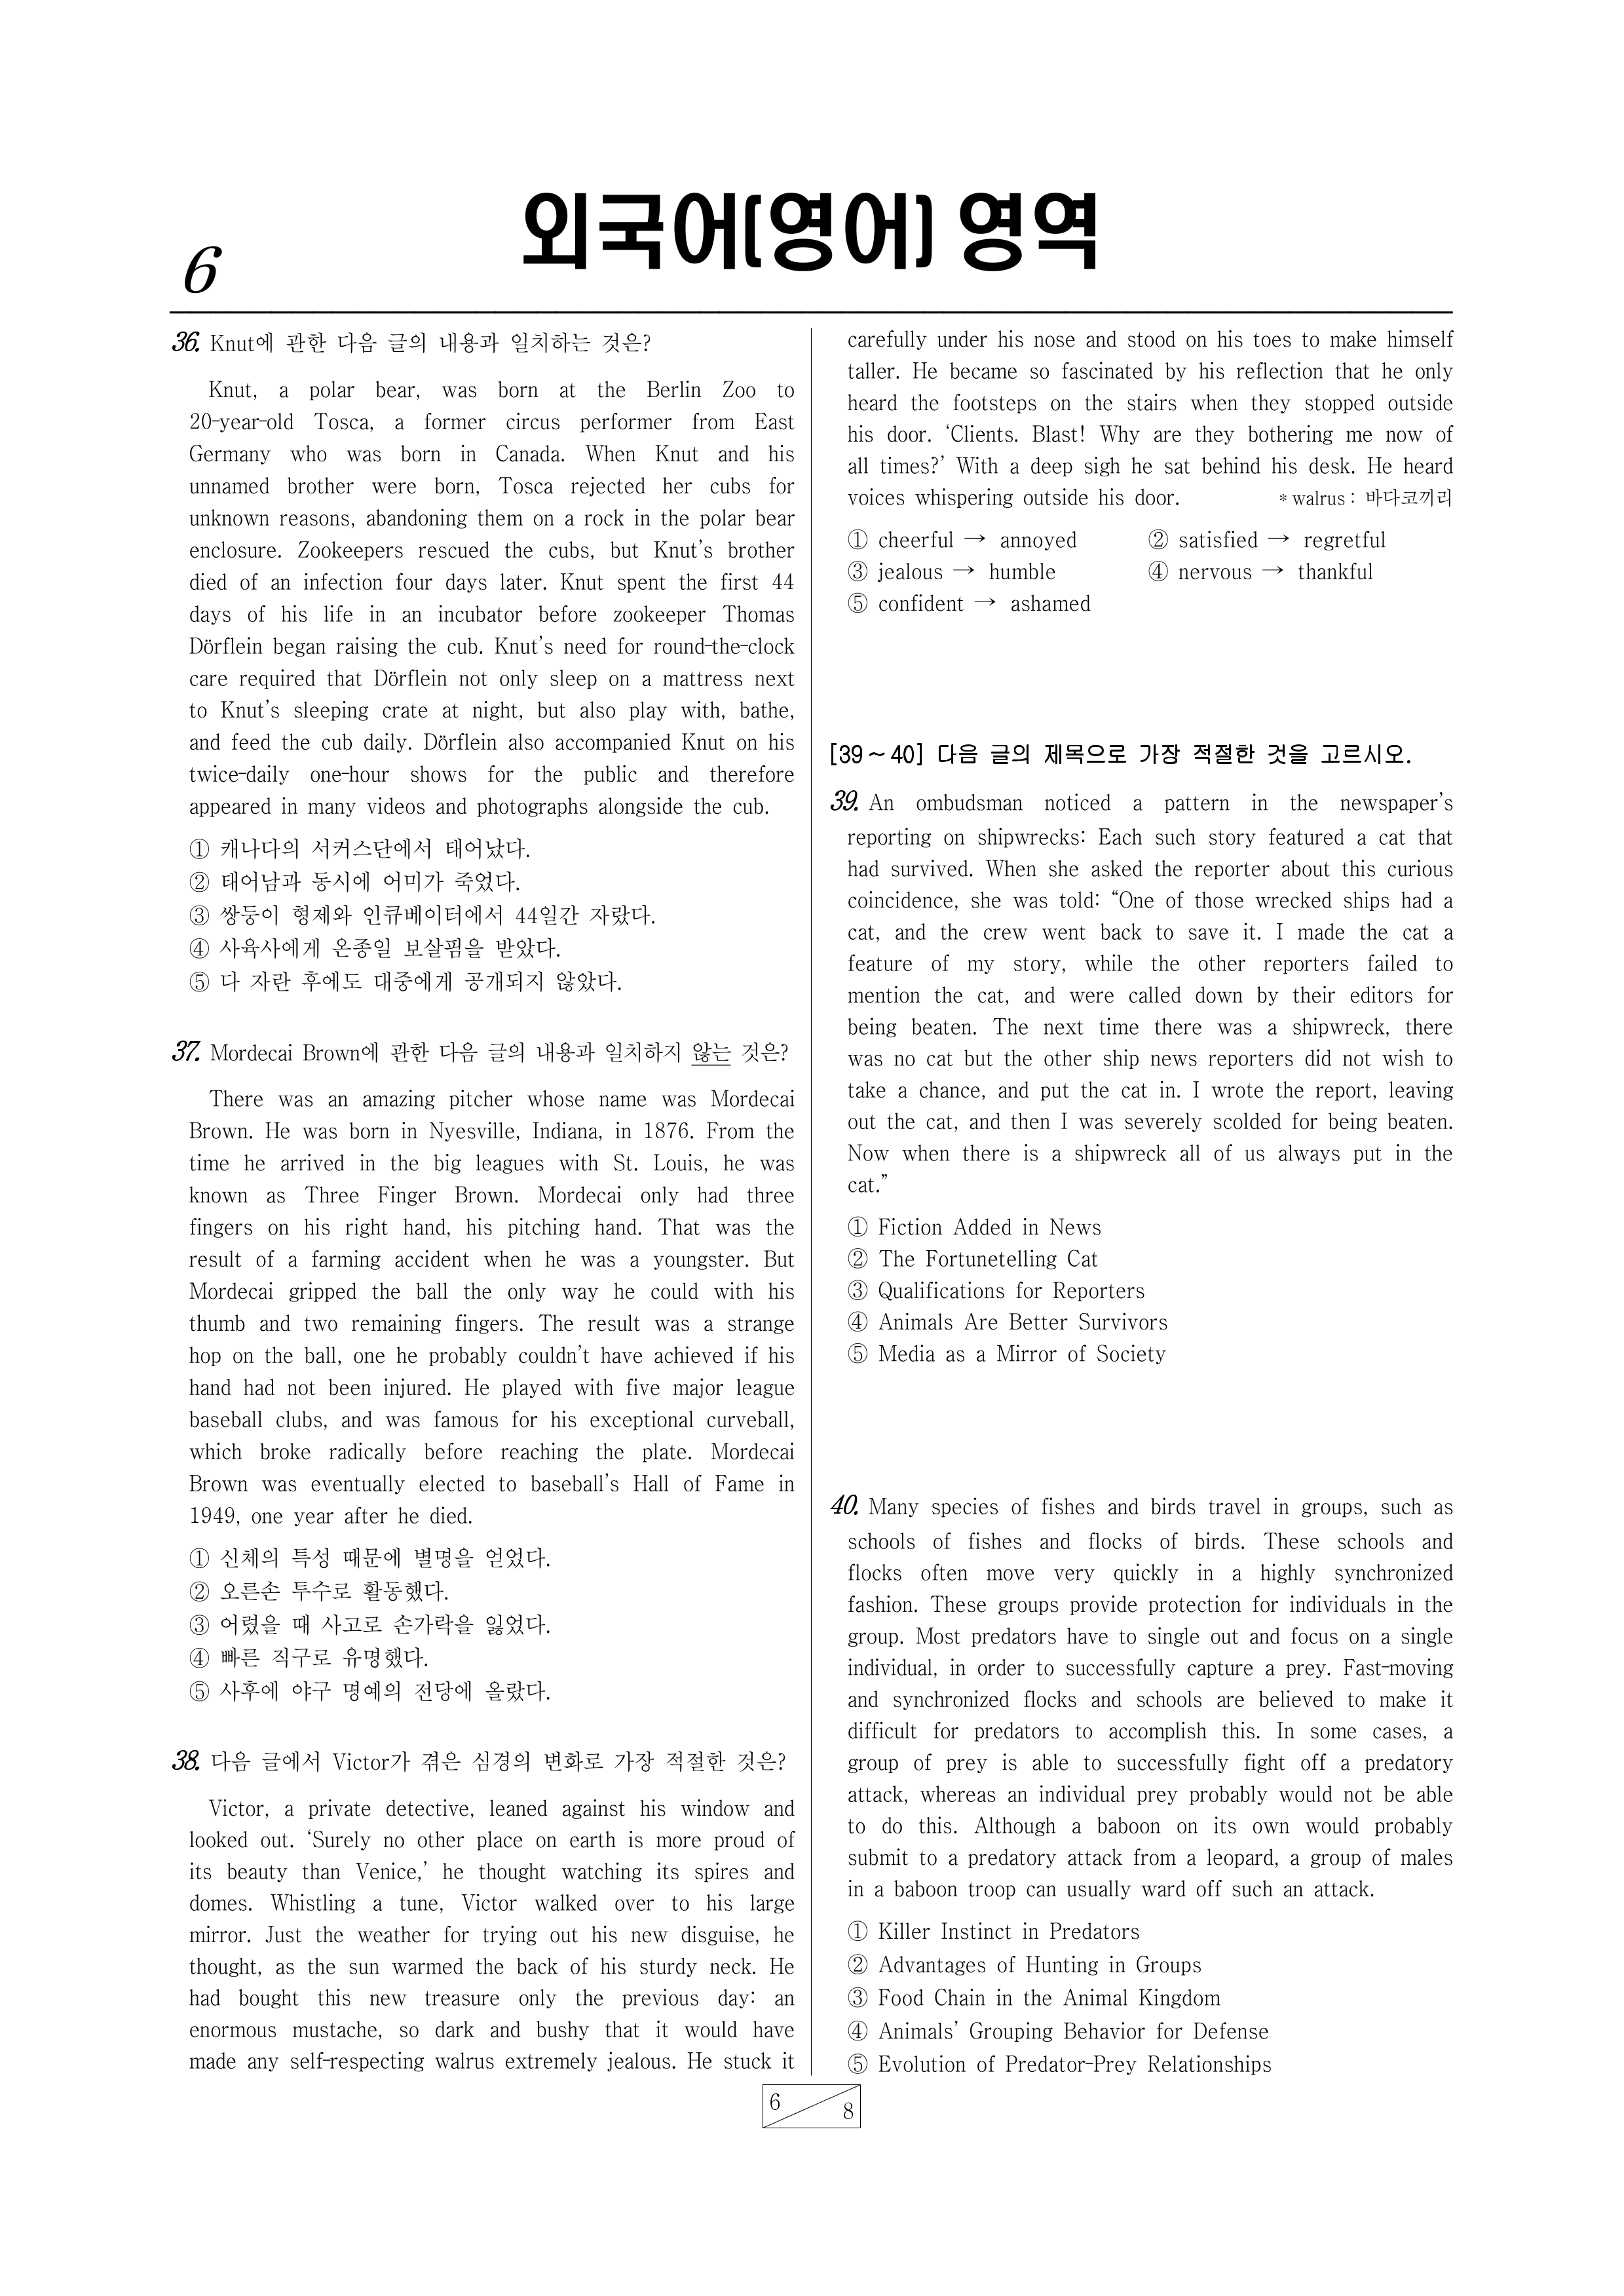 외국어(영어) 영역
6
36. Knut에 관한 다음 글의 내용과 일치하는 것은?
Knut, a polar bear, was born at the Berlin Zoo to
20-year-old Tosca, a former circus performer from East
Germany who was born in Canada. When Knut and his
unnamed brother were born, Tosca rejected her cubs for
unknown reasons, abandoning them on a rock in the polar bear
enclosure. Zookeepers rescued the cubs, but Knut's brother
died of an infection four days later. Knut spent the first 44
days of his life in an incubator before zookeeper Thomas
Dörflein began raising the cub. Knut's need for round-the-clock
care required that Dörflein not only sleep on a mattress next
to Knut's sleeping crate at night, but also play with, bathe,
and feed the cub daily. Dörflein also accompanied Knut on his
twice-daily one-hour shows for the public and therefore
appeared in many videos and photographs alongside the cub.
① 캐나다의 서커스단에서 태어났다.
② 태어남과 동시에 어미가 죽었다.
③ 쌍둥이 형제와 인큐베이터에서 44일간 자랐다.
④ 사육사에게 온종일 보살핌을 받았다.
⑤ 다 자란 후에도 대중에게 공개되지 않았다.
37. Mordecai Brown에 관한 다음 글의 내용과 일치하지 않는 것은?
There was an amazing pitcher whose name was Mordecai
Brown. He was born in Nyesville, Indiana, in 1876. From the
time he arrived in the big leagues with St. Louis, he was
known as Three Finger Brown. Mordecai only had three
fingers on his right hand, his pitching hand. That was the
result of a farming accident when he was a youngster. But
Mordecai gripped the ball the only way he could with his
thumb and two remaining fingers. The result was a strange
hop on the ball, one he probably couldn't have achieved if his
hand had not been injured. He played with five major league
baseball clubs, and was famous for his exceptional curveball,
which broke radically before reaching the plate. Mordecai
Brown was eventually elected to baseball's Hall of Fame in
1949, one year after he died.
① 신체의 특성 때문에 별명을 얻었다.
② 오른손 투수로 활동했다.
③ 어렸을 때 사고로 손가락을 잃었다.
④ 빠른 직구로 유명했다.
⑤ 사후에 야구 명예의 전당에 올랐다.
38. 다음 글에서 Victor가 겪은 심경의 변화로 가장 적절한 것은?
Victor, a private detective, leaned against his window and
looked out. ‘Surely no other place on earth is more proud of
its beauty than Venice,’ he thought watching its spires and
domes. Whistling a tune, Victor walked over to his large
mirror. Just the weather for trying out his new disguise, he
thought, as the sun warmed the back of his sturdy neck. He
had bought this new treasure only the previous day: an
enormous mustache, so dark and bushy that it would have
made any self-respecting walrus extremely jealous. He stuck it
carefully under his nose and stood on his toes to make himself
taller. He became so fascinated by his reflection that he only
heard the footsteps on the stairs when they stopped outside
his door. ‘Clients. Blast! Why are they bothering me now of
all times?’ With a deep sigh he sat behind his desk. He heard
voices whispering outside his door. * walrus : 바다코끼리
① cheerful → annoyed ② satisfied → regretful
③ jealous → humble ④ nervous → thankful
⑤ confident → ashamed
[39～40] 다음 글의 제목으로 가장 적절한 것을 고르시오.
39. An ombudsman noticed a pattern in the newspaper's
reporting on shipwrecks: Each such story featured a cat that
had survived. When she asked the reporter about this curious
coincidence, she was told: “One of those wrecked ships had a
cat, and the crew went back to save it. I made the cat a
feature of my story, while the other reporters failed to
mention the cat, and were called down by their editors for
being beaten. The next time there was a shipwreck, there
was no cat but the other ship news reporters did not wish to
take a chance, and put the cat in. I wrote the report, leaving
out the cat, and then I was severely scolded for being beaten.
Now when there is a shipwreck all of us always put in the
cat.”
① Fiction Added in News
② The Fortunetelling Cat
③ Qualifications for Reporters
④ Animals Are Better Survivors
⑤ Media as a Mirror of Society
40. Many species of fishes and birds travel in groups, such as
schools of fishes and flocks of birds. These schools and
flocks often move very quickly in a highly synchronized
fashion. These groups provide protection for individuals in the
group. Most predators have to single out and focus on a single
individual, in order to successfully capture a prey. Fast-moving
and synchronized flocks and schools are believed to make it
difficult for predators to accomplish this. In some cases, a
group of prey is able to successfully fight off a predatory
attack, whereas an individual prey probably would not be able
to do this. Although a baboon on its own would probably
submit to a predatory attack from a leopard, a group of males
in a baboon troop can usually ward off such an attack.
① Killer Instinct in Predators
② Advantages of Hunting in Groups
③ Food Chain in the Animal Kingdom
④ Animals' Grouping Behavior for Defense
⑤ Evolution of Predator-Prey Relationships
6
8